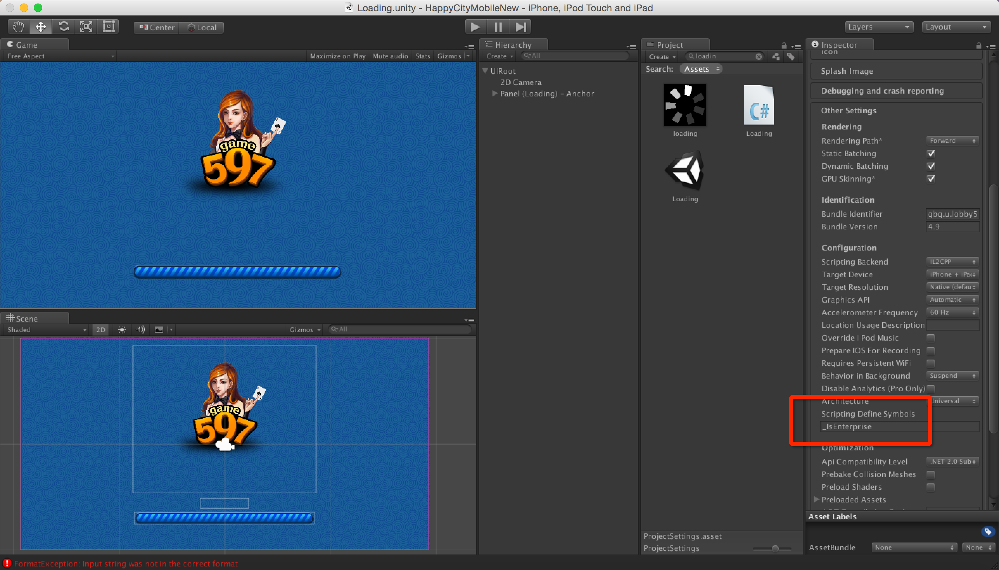 Loading.unity - HappyCityMobileNew - iPhone, iPod Touch and iPad
Center Local
Layers Layout
Game
Free Aspect Maximize on Play Mute audio Stats Gizmos
game
597
Scene
Shaded 2D Gizmos All
game
597
Hierarchy
Create All
UIRoot
2D Camera
Panel (Loading) - Anchor
Project
Create loadin
Search: Assets
C#
loading Loading
Loading
ProjectSettings.asset
ProjectSettings
Inspector
Icon
Splash Image
Debugging and crash reporting
Other Settings
Rendering
Rendering Path* Forward
Static Batching
Dynamic Batching
GPU Skinning*
Identification
Bundle Identifier qbq.u.lobby5
Bundle Version 4.9
Configuration
Scripting Backend IL2CPP
Target Device iPhone + iPa
Target Resolution Native (defau
Graphics API Automatic
Accelerometer Frequency 60 Hz
Location Usage Description
Override I Pod Music
Prepare IOS For Recording
Requires Persistent WiFi
Behavior in Background Suspend
Disable Analytics (Pro Only)
Architecture Universal
Scripting Define Symbols
_IsEnterprise
Optimization
Api Compatibility Level .NET 2.0 Sub
Prebake Collision Meshes
Preload Shaders
Preloaded Assets
Asset Labels
AssetBundle None None
FormatException: Input string was not in the correct format